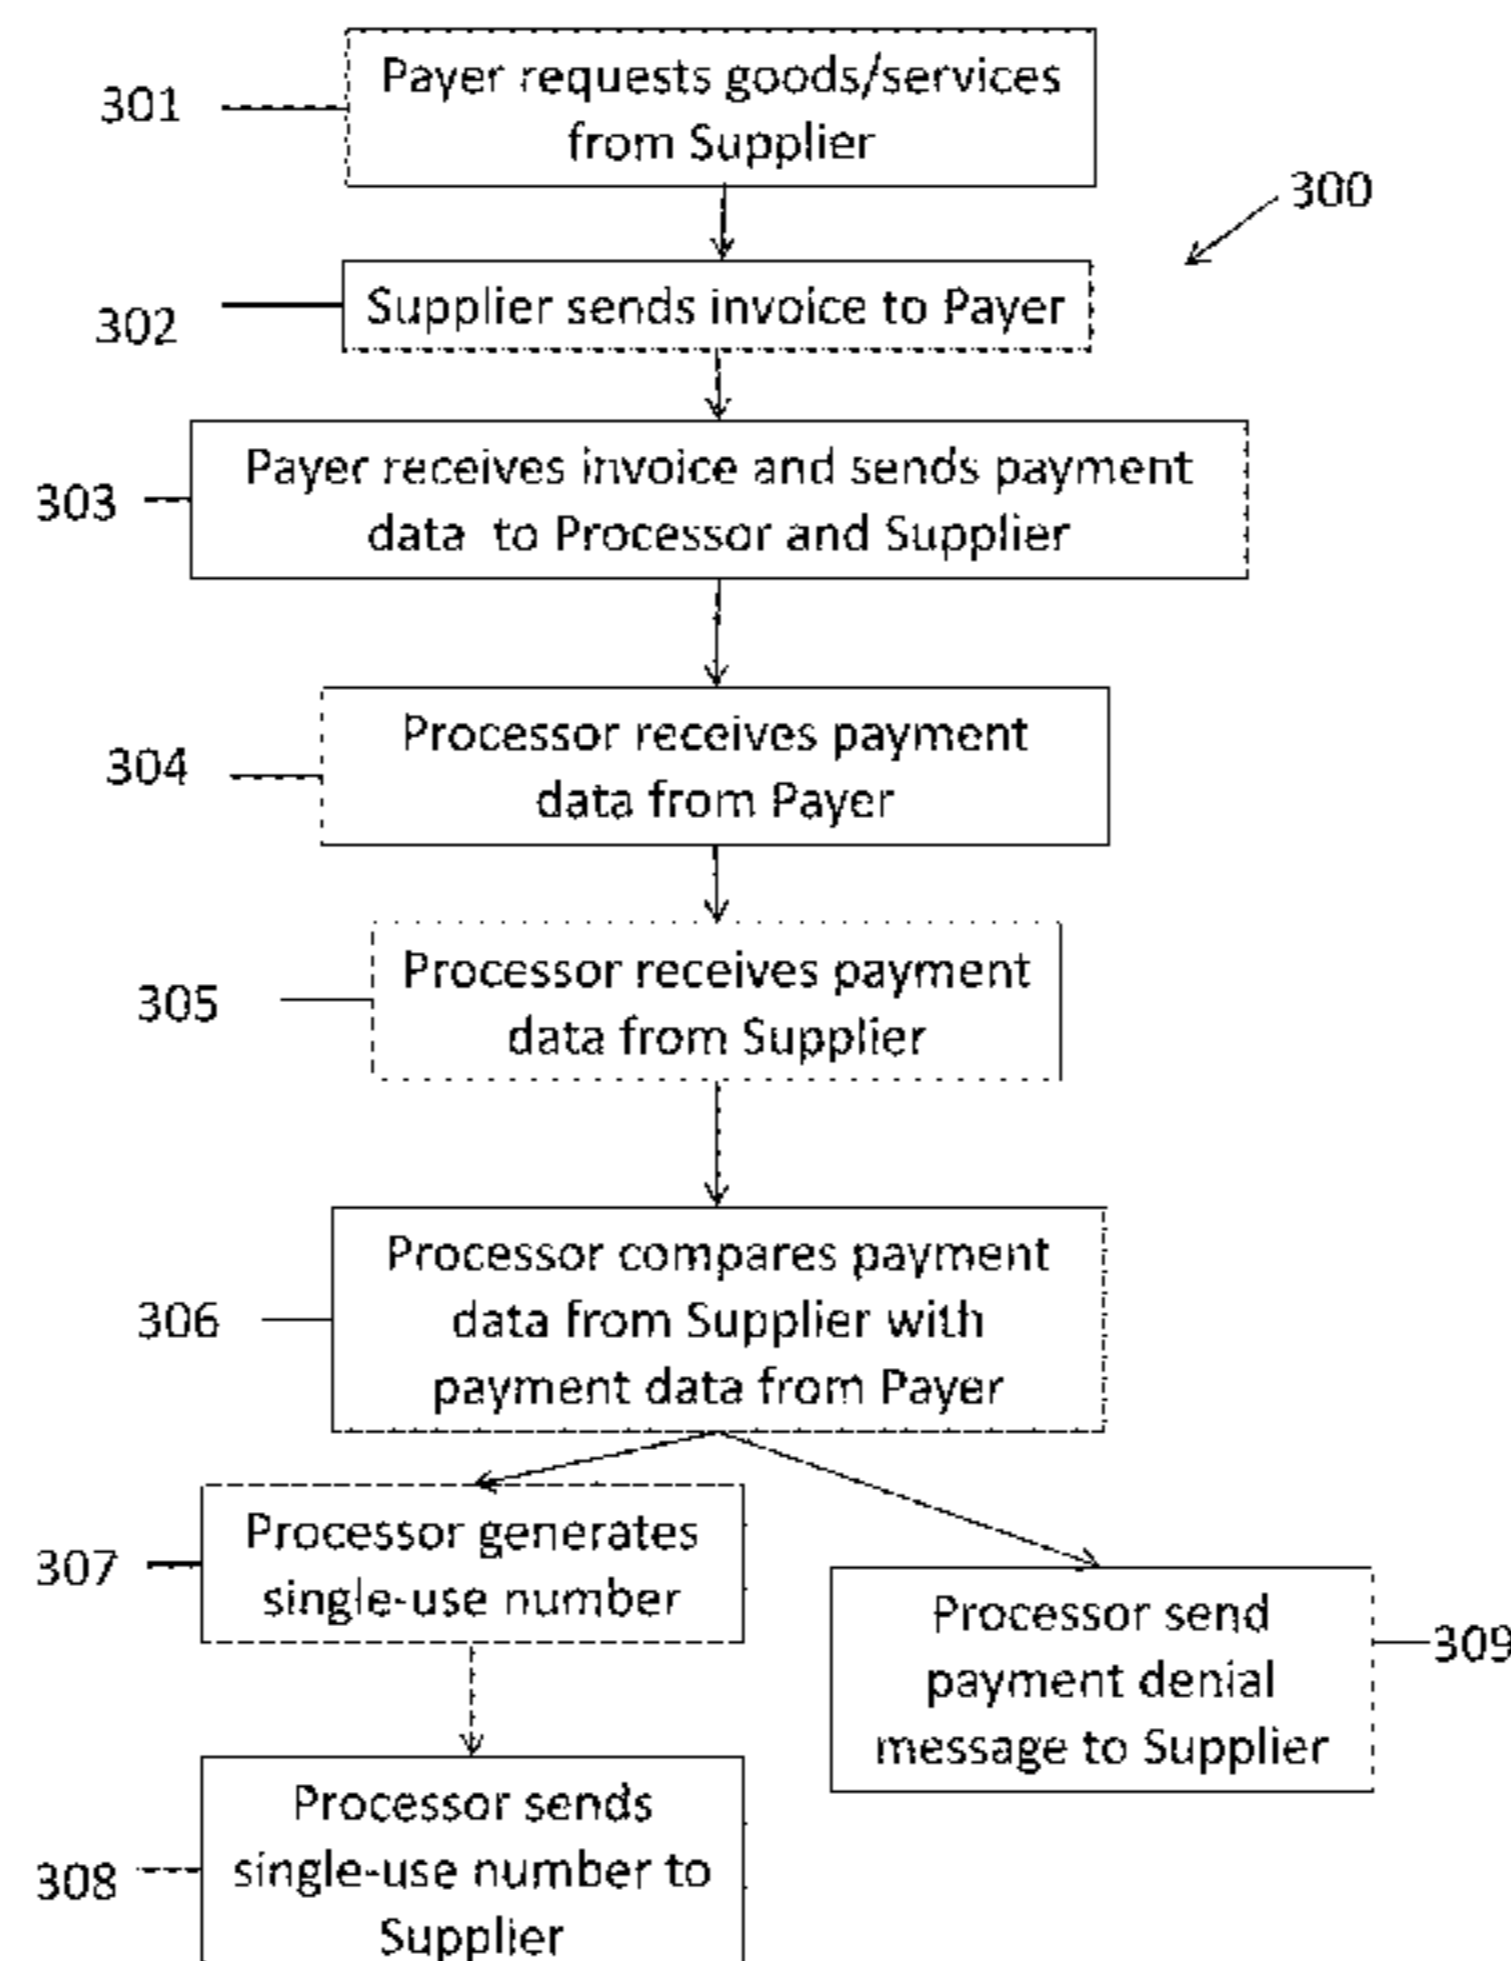 301
Payer requests goods/services
from Supplier
300
302
Supplier sends invoice to Payer
303
Payer receives invoice and sends payment
data to Processor and Supplier
304
Processor receives payment
data from Payer
305
Processor receives payment
data from Supplier
306
Processor compares payment
data from Supplier with
payment data from Payer
307
Processor generates
single-use number
Processor send
payment denial
message to Supplier
309
308
Processor sends
single-use number to
Supplier